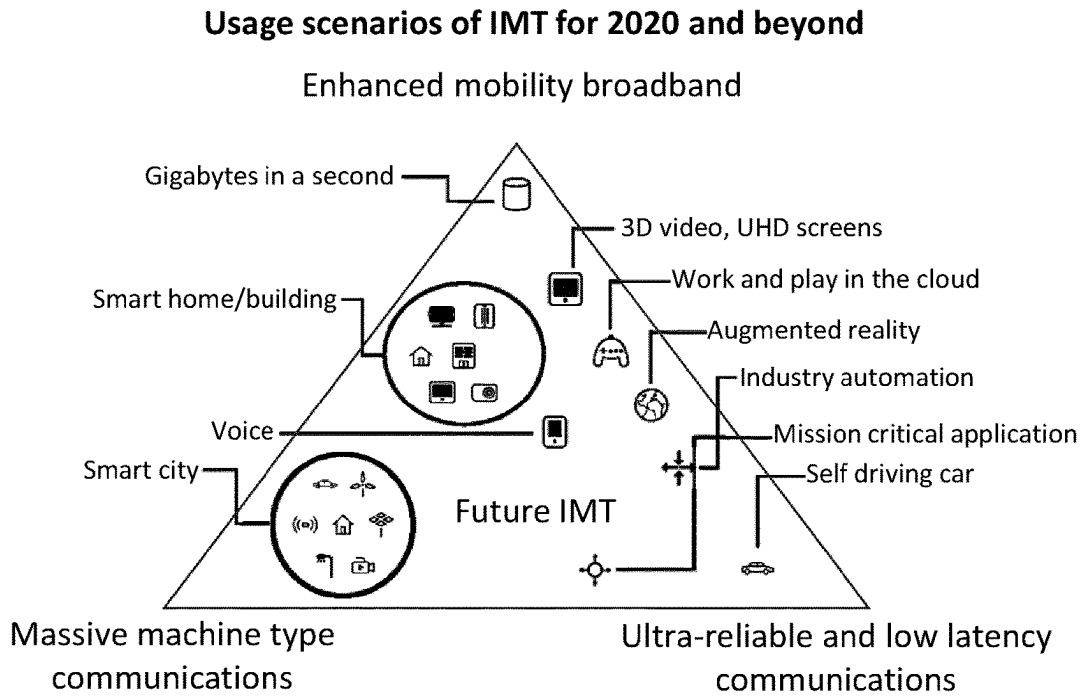 Usage scenarios of IMT for 2020 and beyond
Enhanced mobility broadband
Gigabytes in a second
3D video, UHD screens
Smart home/building
Work and play in the cloud
Augmented reality
Industry automation
Voice
Mission critical application
Smart city
Self driving car
Future IMT
Massive machine type
communications
Ultra-reliable and low latency
communications